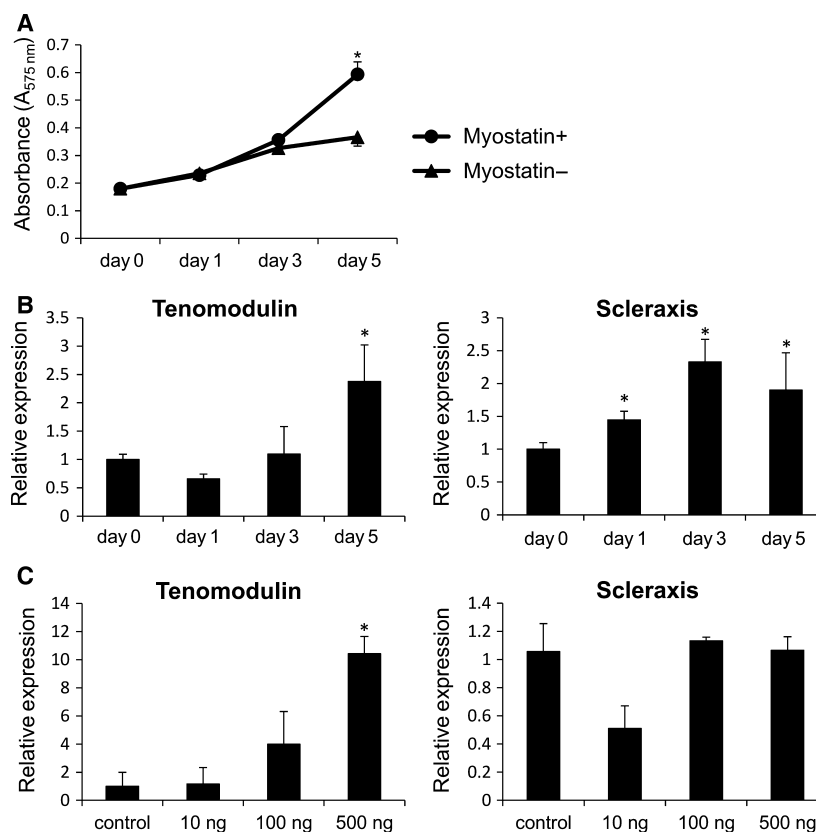 A
Absorbance (A575 nm)
0.7
0.6
0.5
0.4
0.3
0.2
0.1
0
*
day 0 day 1 day 3 day 5
Myostatin+
Myostatin–
B
Tenomodulin
Relative expression
3.5
3
2.5
2
1.5
1
0.5
0
*
day 0 day 1 day 3 day 5
Scleraxis
Relative expression
3
2.5
2
1.5
1
0.5
0
* * *
day 0 day 1 day 3 day 5
C
Tenomodulin
Relative expression
14
12
10
8
6
4
2
0
*
control 10 ng 100 ng 500 ng
Scleraxis
Relative expression
1.4
1.2
1
0.8
0.6
0.4
0.2
0
control 10 ng 100 ng 500 ng